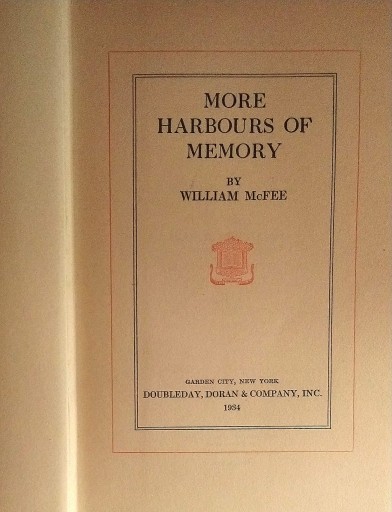 MORE
HARBOURS OF
MEMORY
BY
WILLIAM McFEE
GARDEN CITY, NEW YORK
DOUBLEDAY, DORAN & COMPANY, INC.
1934